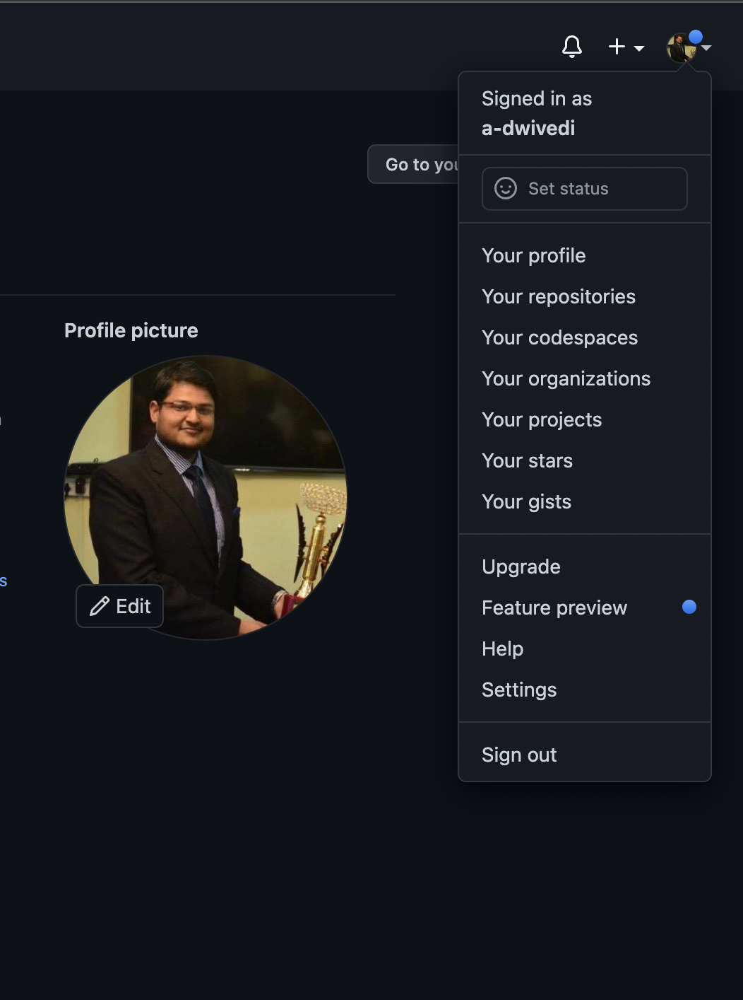 Signed in as
a-dwivedi
Go to
Set status
Your profile
Your repositories
Your codespaces
Your organizations
Your projects
Your stars
Your gists
Profile picture
Edit
Upgrade
Feature preview
Help
Settings
Sign out